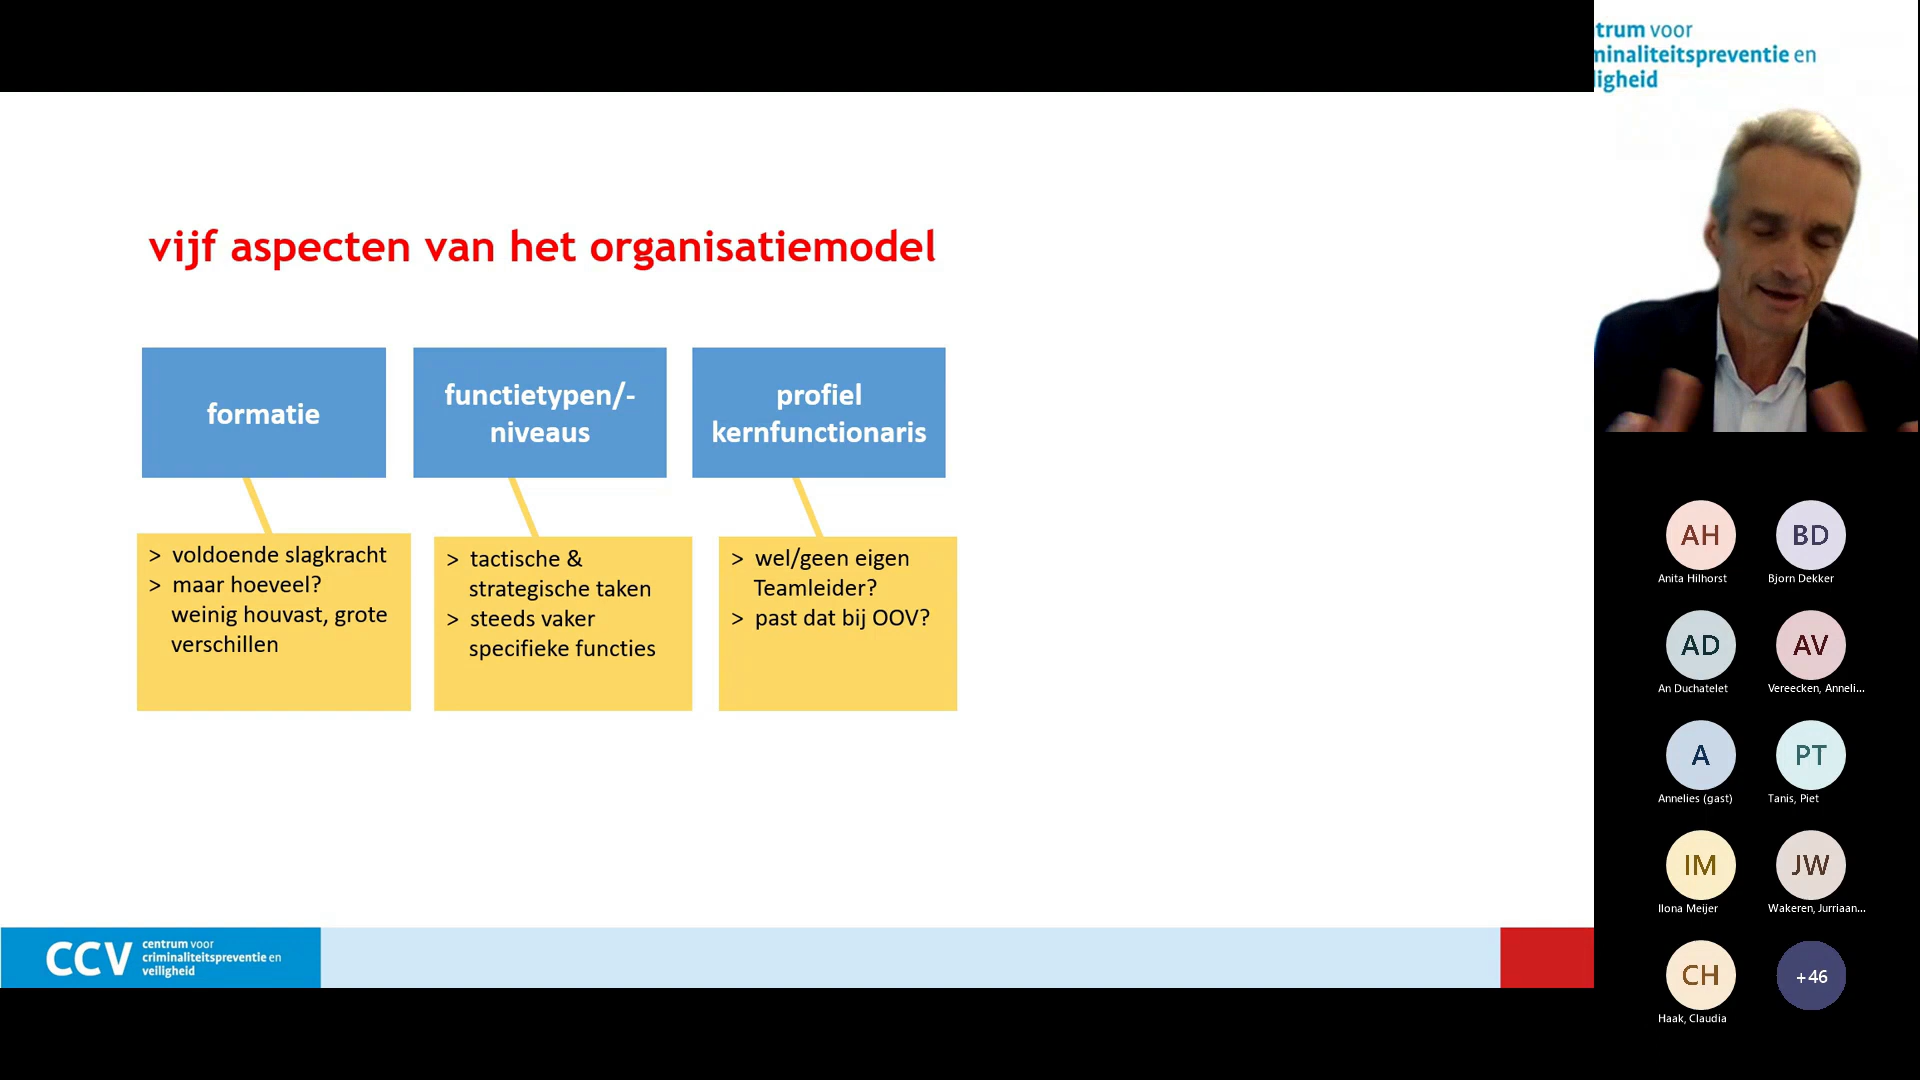 trum voor
minaliteitspreventie en
ligheid
vijf aspecten van het organisatiemodel
formatie
functietypen/-
niveaus
profiel
kernfunctionaris
> voldoende slagkracht
> maar hoeveel?
weinig houvast, grote
verschillen
> tactische &
strategische taken
> steeds vaker
specifieke functies
> wel/geen eigen
Teamleider?
> past dat bij OOV?
AH
Anita Hilhorst
BD
Bjorn Dekker
AD
An Duchatelet
AV
Vereecken, Anneli...
A
Annelies (gast)
PT
Tanis, Piet
IM
Ilona Meijer
JW
Wakeren, Jurriaan...
CH
Haak, Claudia
+46
CCV
centrum voor
criminaliteitspreventie en
veiligheid